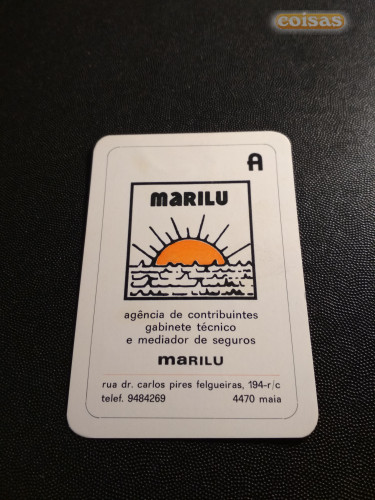 coisas
A
MARILU
agência de contribuintes
gabinete técnico
e mediador de seguros
MARILU
rua dr. carlos pires felgueiras, 194-r/c
telef. 9484269 4470 maia